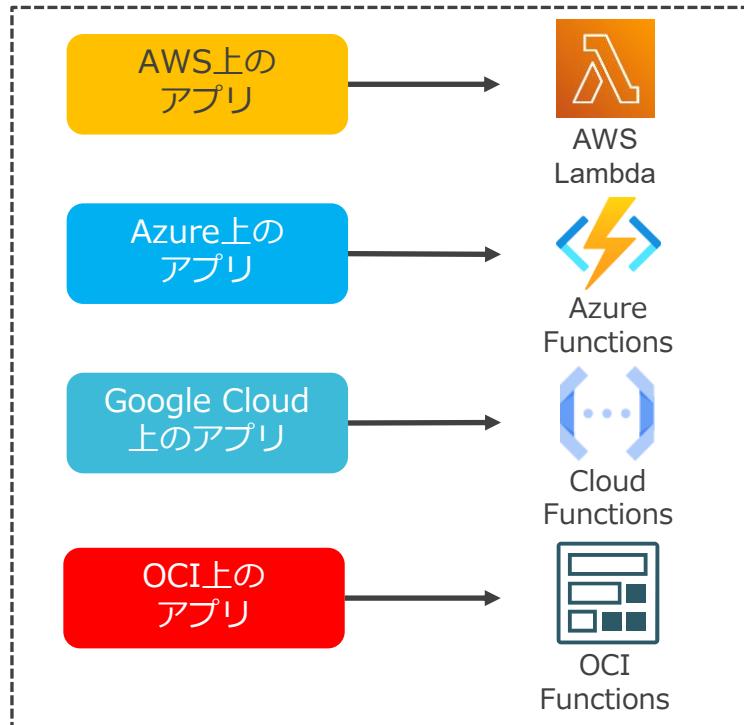 AWS上の
アプリ
AWS
Lambda
Azure上の
アプリ
Azure
Functions
Google Cloud
上のアプリ
Cloud
Functions
OCI上の
アプリ
OCI
Functions